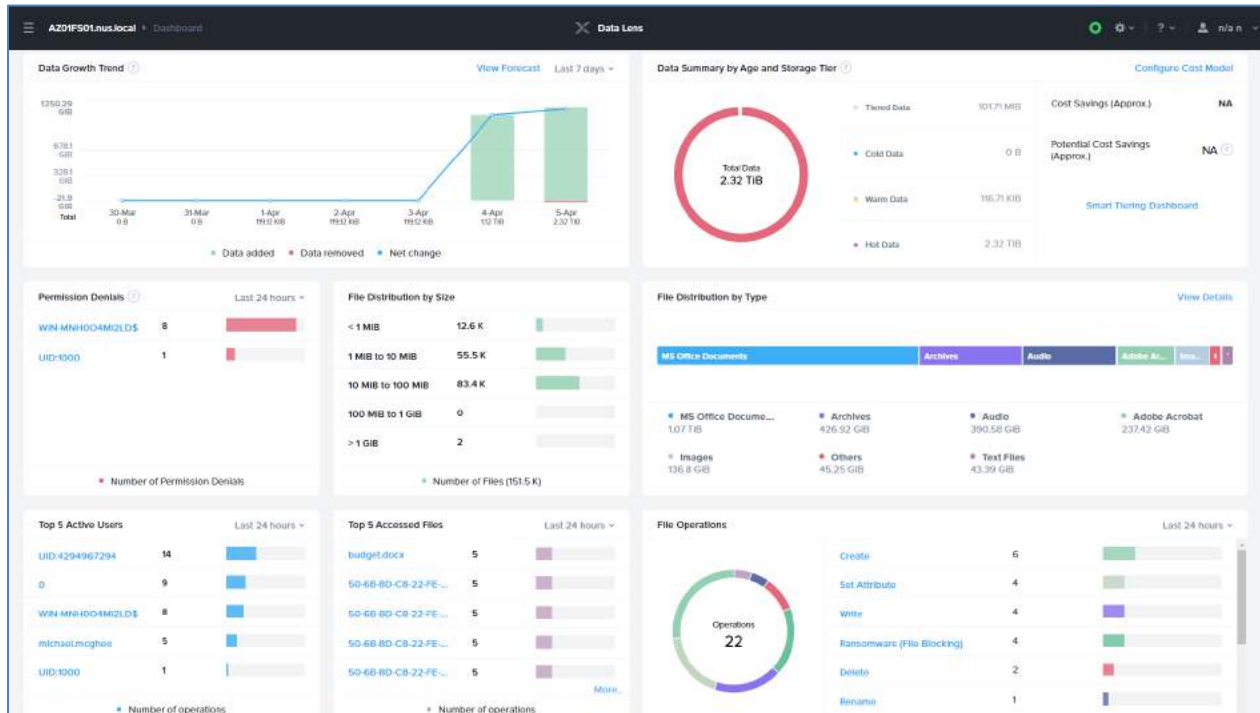 AZ01FS01.nus.local Dashboard
Data Lens
? n/a n
Data Growth Trend ? View Forecast Last 7 days
1250.29 GiB
678.1 GiB
328.1 GiB
-21.9 GiB
Total
30-Mar 31-Mar 1-Apr 2-Apr 3-Apr 4-Apr 5-Apr
0 B 0 B 119.12 KiB 119.12 KiB 119.12 KiB 1.12 TiB 2.32 TiB
Data added Data removed Net change
Data Summary by Age and Storage Tier ? Configure Cost Model
Total Data
2.32 TiB
Tiered Data 101.71 MiB
Cold Data 0 B
Warm Data 116.71 KiB
Hot Data 2.32 TiB
Cost Savings (Approx.) NA
Potential Cost Savings (Approx.) NA ?
Smart Tiering Dashboard
Permission Denials ? Last 24 hours
WIN-MNH0O4MI2LD$ 8
UID:1000 1
Number of Permission Denials
File Distribution by Size
< 1 MiB 12.6 K
1 MiB to 10 MiB 55.5 K
10 MiB to 100 MiB 83.4 K
100 MiB to 1 GiB 0
> 1 GiB 2
Number of Files (151.5 K)
File Distribution by Type View Details
MS Office Documents Archives Audio Adobe Ac... Ima...
MS Office Docume... Archives Audio Adobe Acrobat
1.07 TiB 426.92 GiB 390.58 GiB 237.42 GiB
Images Others Text Files
136.8 GiB 45.25 GiB 43.39 GiB
Top 5 Active Users Last 24 hours
UID:4294967294 14
0 9
WIN-MNH0O4MI2LD$ 8
michael.mcghee 5
UID:1000 1
Number of operations
Top 5 Accessed Files Last 24 hours
budget.docx 5
50-6B-8D-C8-22-FE-... 5
50-6B-8D-C8-22-FE-... 5
50-6B-8D-C8-22-FE-... 5
50-6B-8D-C8-22-FE-... 5
More..
Number of operations
File Operations Last 24 hours
Operations
22
Create 6
Set Attribute 4
Write 4
Ransomware (File Blocking) 4
Delete 2
Rename 1